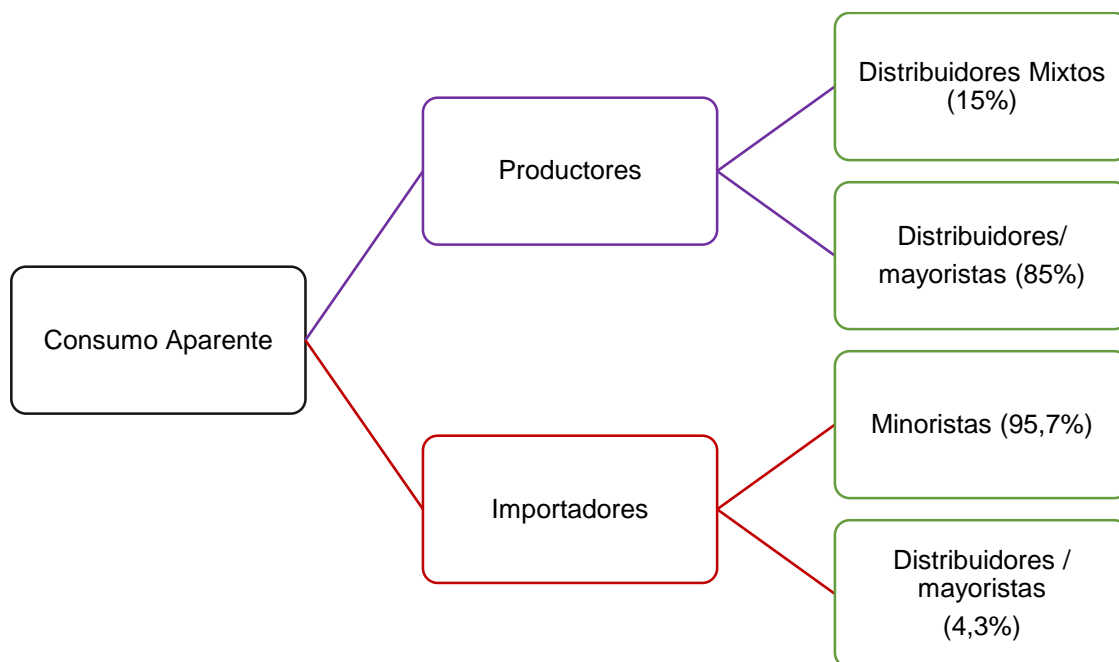 Distribuidores Mixtos
(15%)
Productores
Distribuidores/
mayoristas (85%)
Consumo Aparente
Minoristas (95,7%)
Importadores
Distribuidores /
mayoristas
(4,3%)